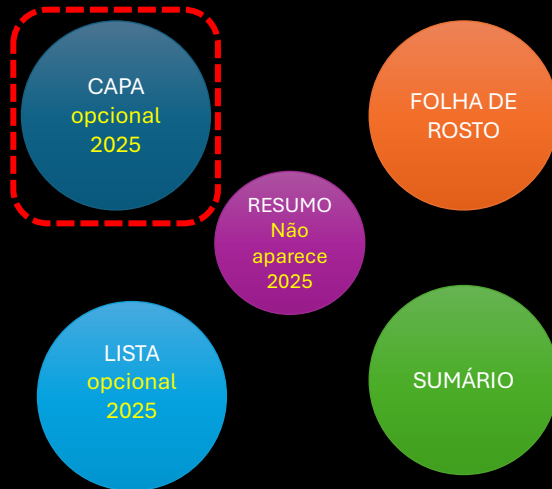 CAPA
opcional
2025
FOLHA DE
ROSTO
RESUMO
Não
aparece
2025
LISTA
opcional
2025
SUMÁRIO